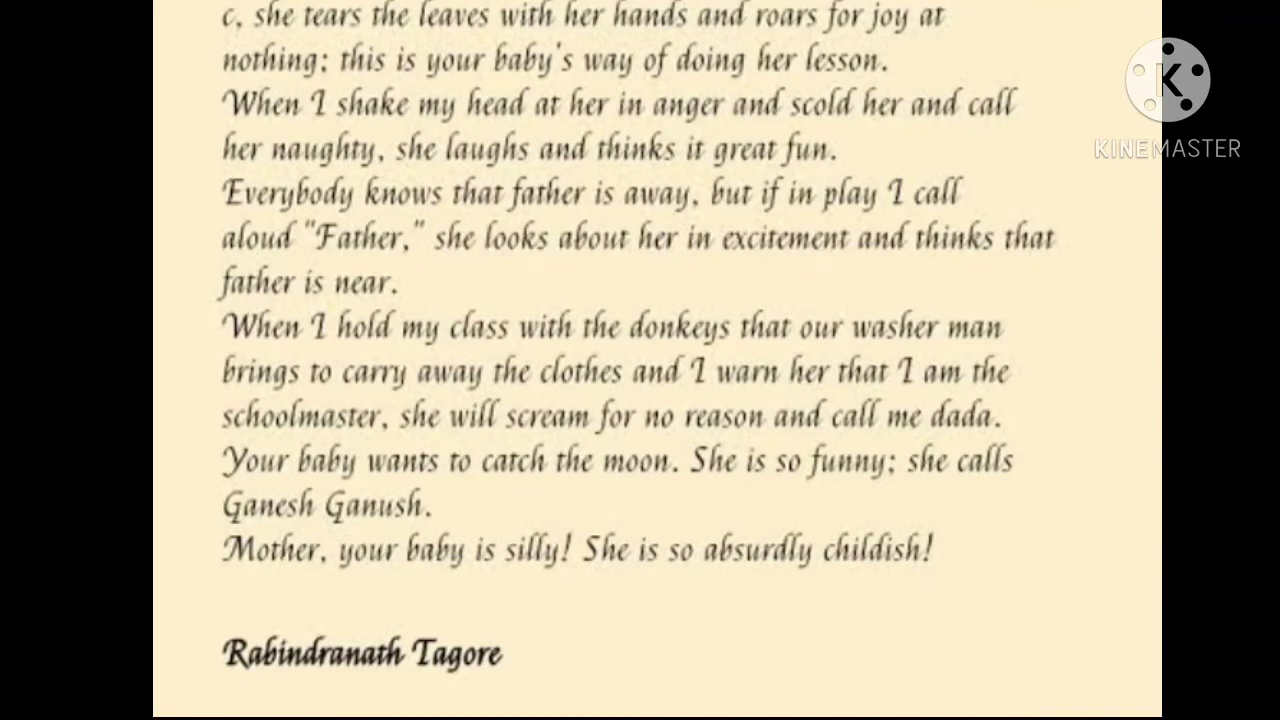 c, she tears the leaves with her hands and roars for joy at
nothing; this is your baby's way of doing her lesson.
When I shake my head at her in anger and scold her and call
her naughty, she laughs and thinks it great fun.
Everybody knows that father is away, but if in play I call
aloud "Father," she looks about her in excitement and thinks that
father is near.
When I hold my class with the donkeys that our washer man
brings to carry away the clothes and I warn her that I am the
schoolmaster, she will scream for no reason and call me dada.
Your baby wants to catch the moon. She is so funny; she calls
Ganesh Ganush.
Mother, your baby is silly! She is so absurdly childish!
Rabindranath Tagore
K
KINEMASTER